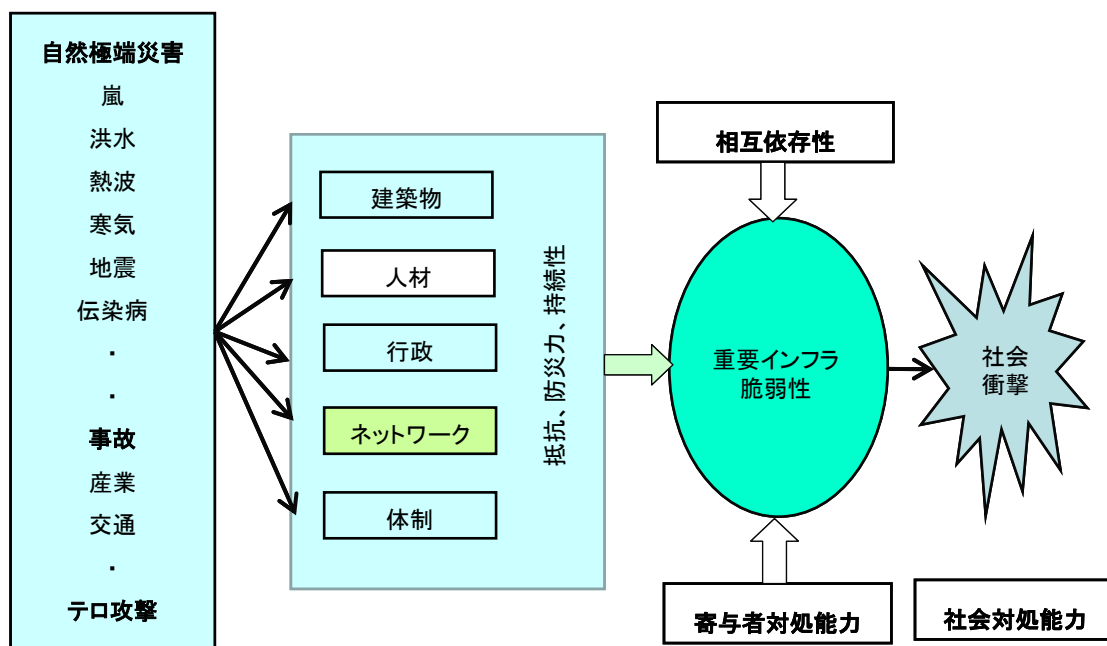 自然極端災害
嵐
洪水
熱波
寒気
地震
伝染病
・
・
事故
産業
交通
・
テロ攻撃
建築物
人材
行政
ネットワーク
体制
抵抗、防災力、持続性
相互依存性
重要インフラ
脆弱性
寄与者対処能力
社会
衝撃
社会対処能力